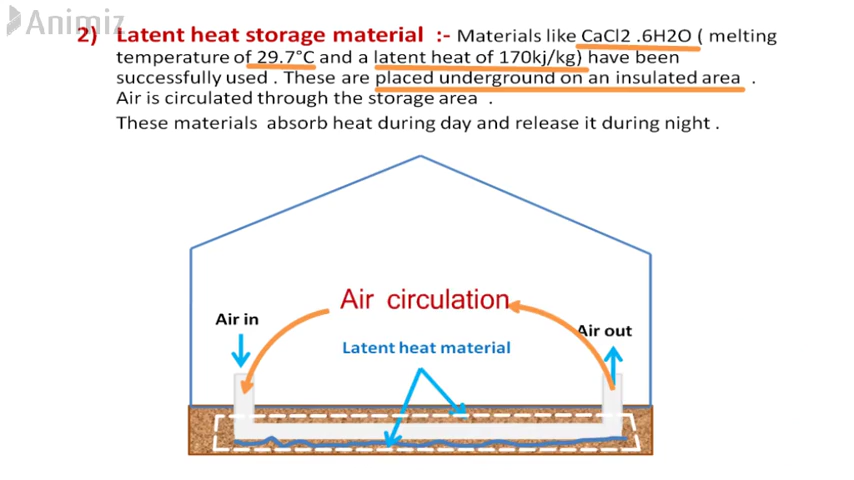 Animiz
2) Latent heat storage material :- Materials like CaCl2 .6H2O ( melting
temperature of 29.7°C and a latent heat of 170kj/kg) have been
successfully used . These are placed underground on an insulated area .
Air is circulated through the storage area .
These materials absorb heat during day and release it during night .
Air circulation
Air in
Air out
Latent heat material